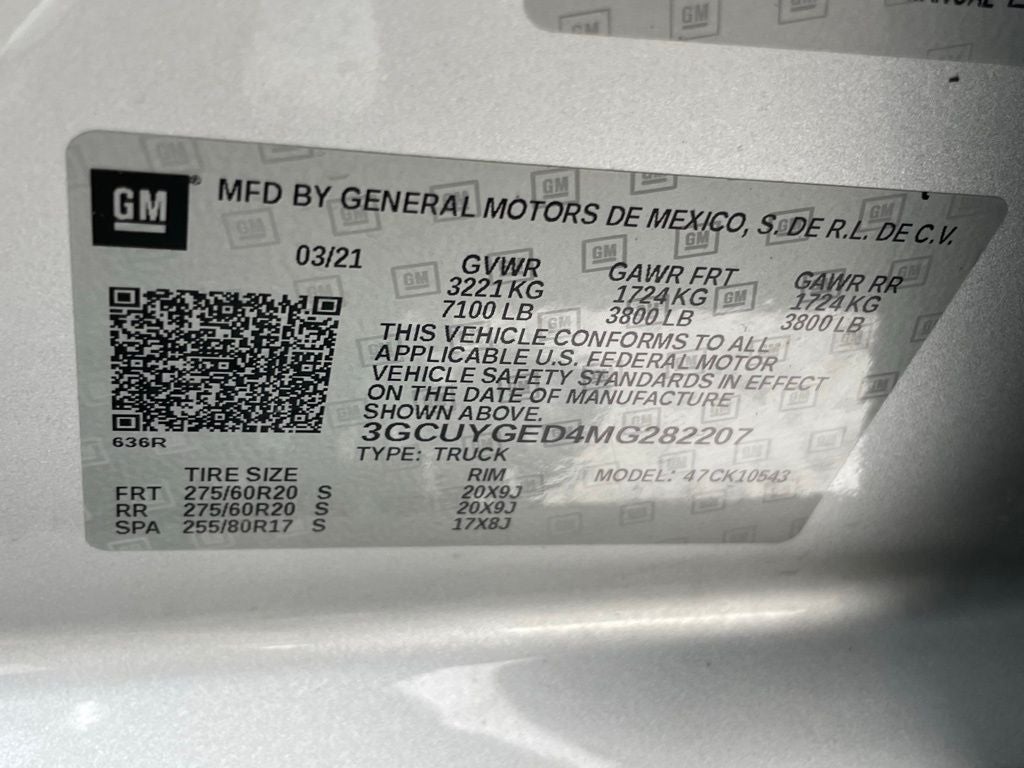 MANUAL
GM MFD BY GENERAL MOTORS DE MEXICO, S. DE R.L. DE C.V.
03/21 GVWR GAWR FRT GAWR RR
3221 KG 1724 KG 1724 KG
7100 LB 3800 LB 3800 LB
THIS VEHICLE CONFORMS TO ALL
APPLICABLE U.S. FEDERAL MOTOR
VEHICLE SAFETY STANDARDS IN EFFECT
ON THE DATE OF MANUFACTURE
SHOWN ABOVE.
3GCUYGED4MG282207
636R
TYPE: TRUCK
TIRE SIZE RIM MODEL: 47CK10543
FRT 275/60R20 S 20X9J
RR 275/60R20 S 20X9J
SPA 255/80R17 S 17X8J